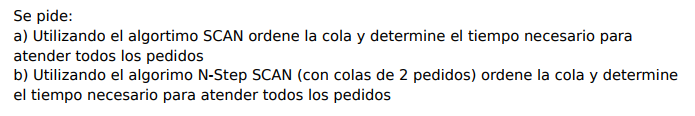 Se pide:
a) Utilizando el algortimo SCAN ordene la cola y determine el tiempo necesario para
atender todos los pedidos
b) Utilizando el algorimo N-Step SCAN (con colas de 2 pedidos) ordene la cola y determine
el tiempo necesario para atender todos los pedidos